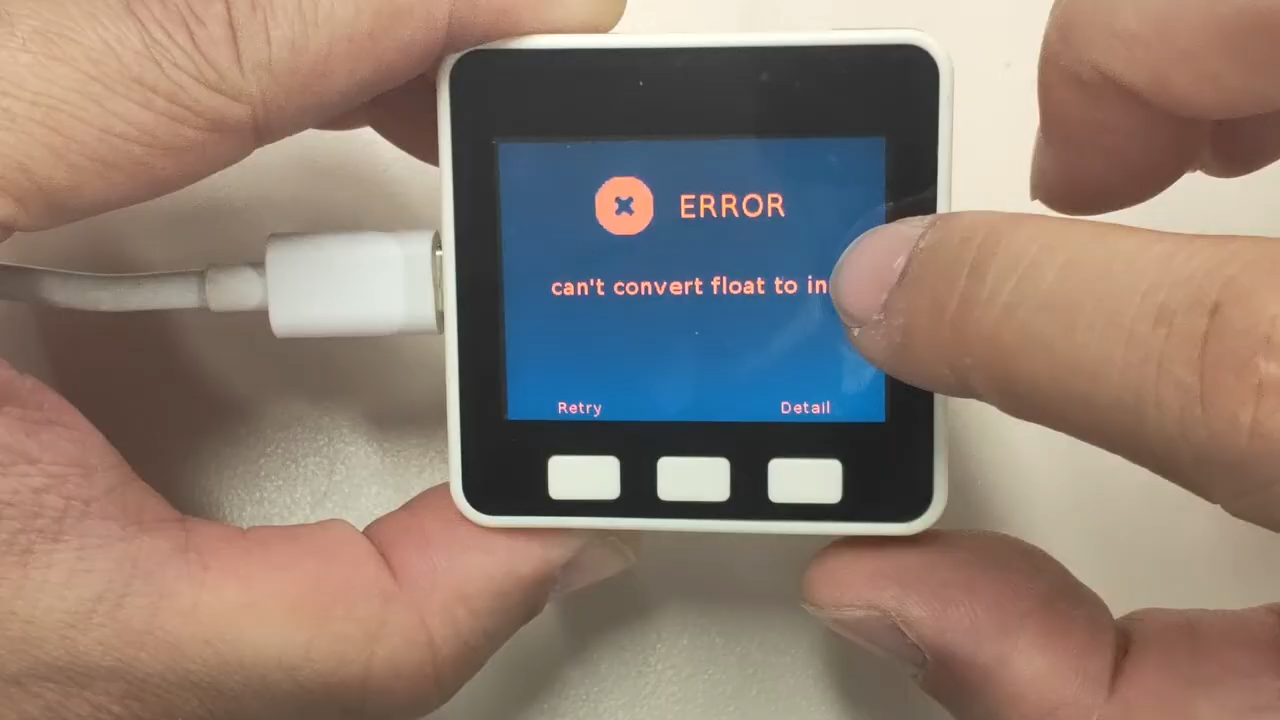 ERROR
can't convert float to in
Retry
Detail